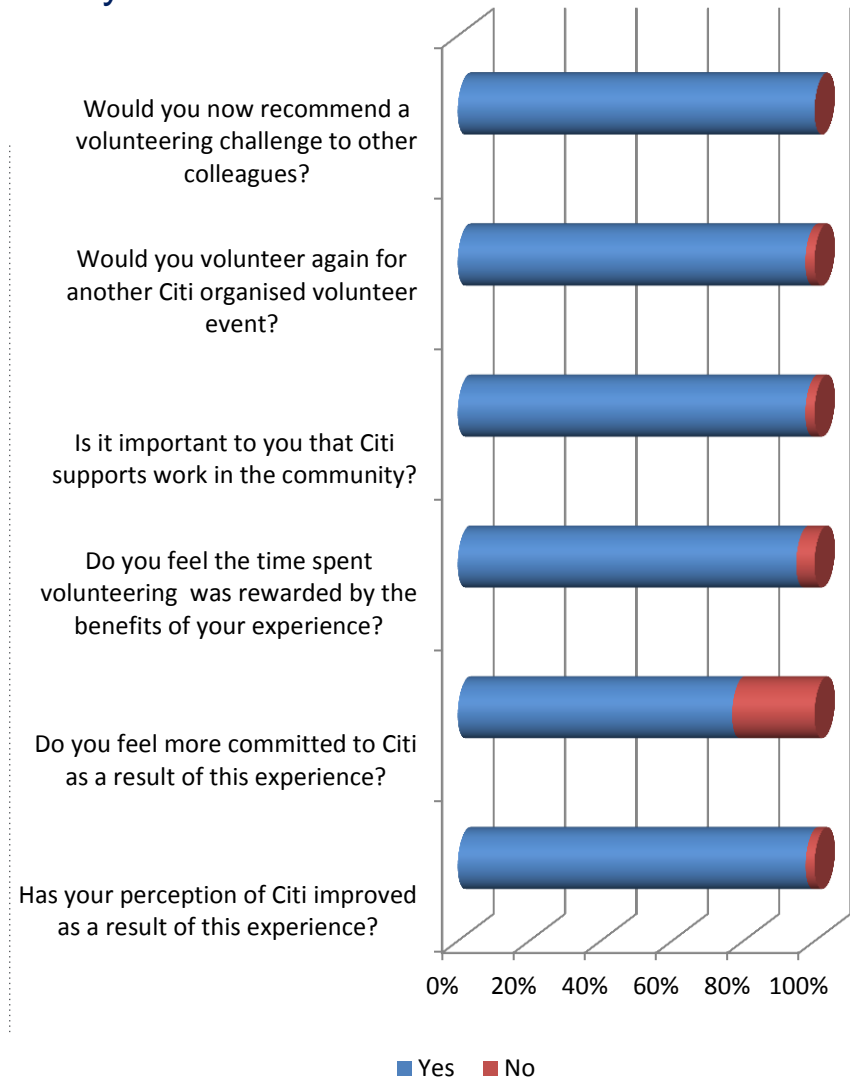 Would you now recommend a
volunteering challenge to other
colleagues?
Would you volunteer again for
another Citi organised volunteer
event?
Is it important to you that Citi
supports work in the community?
Do you feel the time spent
volunteering  was rewarded by the
benefits of your experience?
Do you feel more committed to Citi
as a result of this experience?
Has your perception of Citi improved
as a result of this experience?
0% 20% 40% 60% 80% 100%
Yes No